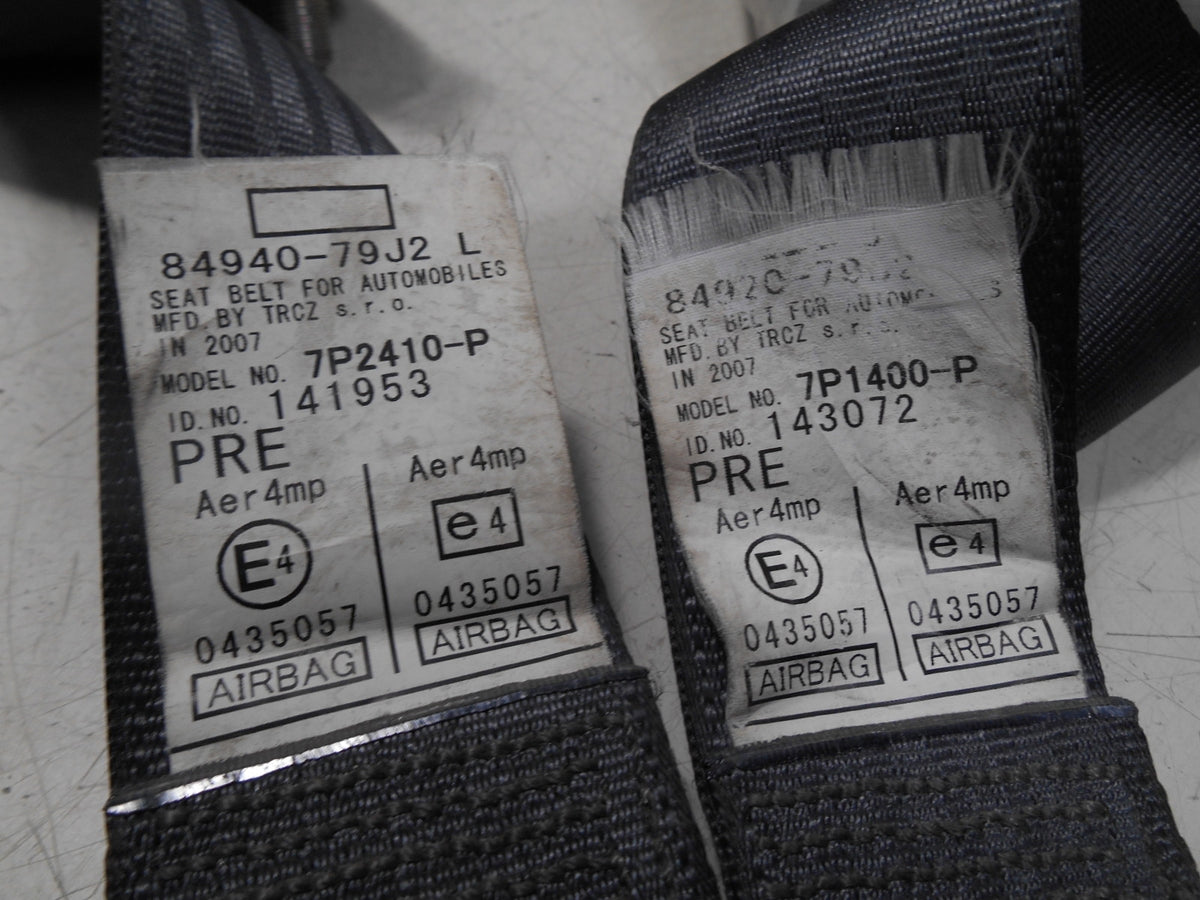 84940-79J2 L
SEAT BELT FOR AUTOMOBILES
MFD. BY TRCZ s.r.o.
IN 2007
MODEL NO. 7P2410-P
ID. NO. 141953
PRE
Aer4mp
E4
0435057
AIRBAG
Aer4mp
e4
0435057
AIRBAG
84920-79J2
SEAT BELT FOR
MFD. BY TRCZ s.r.
IN 2007
MODEL NO. 7P1400-P
ID. NO. 143072
PRE
Aer4mp
E4
0435057
AIRBAG
Aer4mp
e4
0435057
AIRBAG